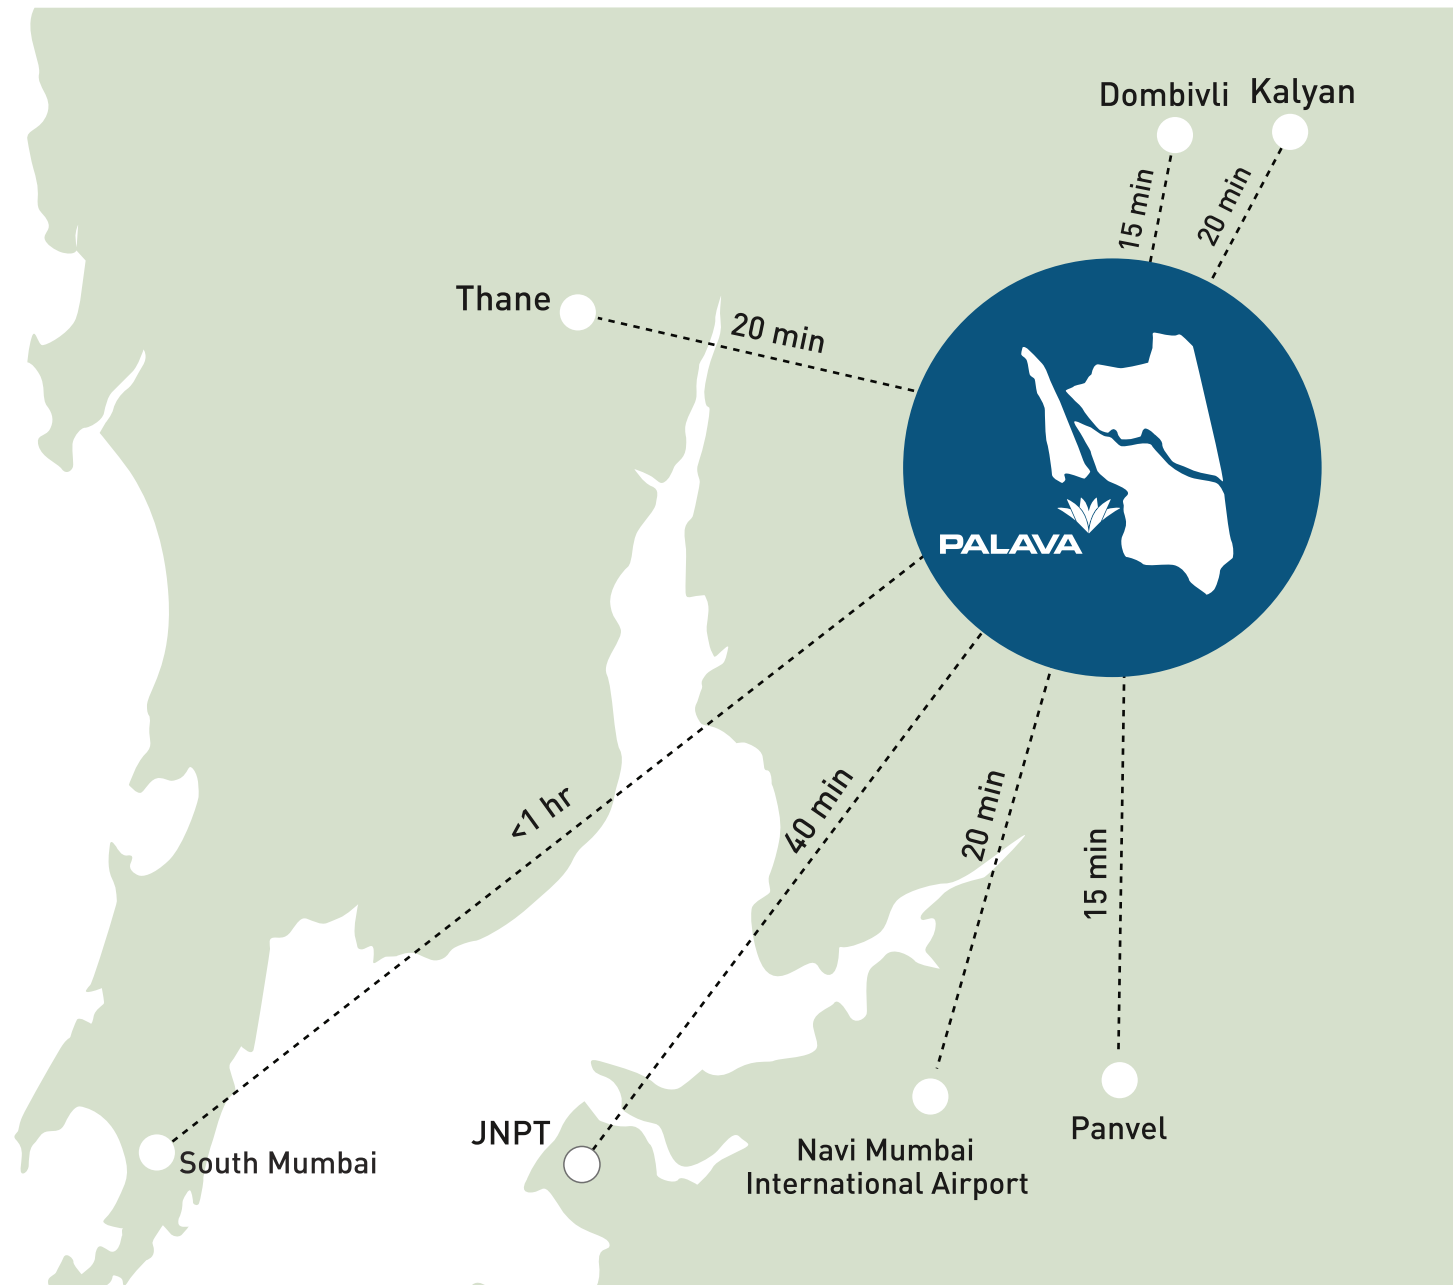 Dombivli
Kalyan
15 min
20 min
Thane
20 min
PALAVA
<1 hr
40 min
20 min
15 min
JNPT
South Mumbai
Navi Mumbai
International Airport
Panvel